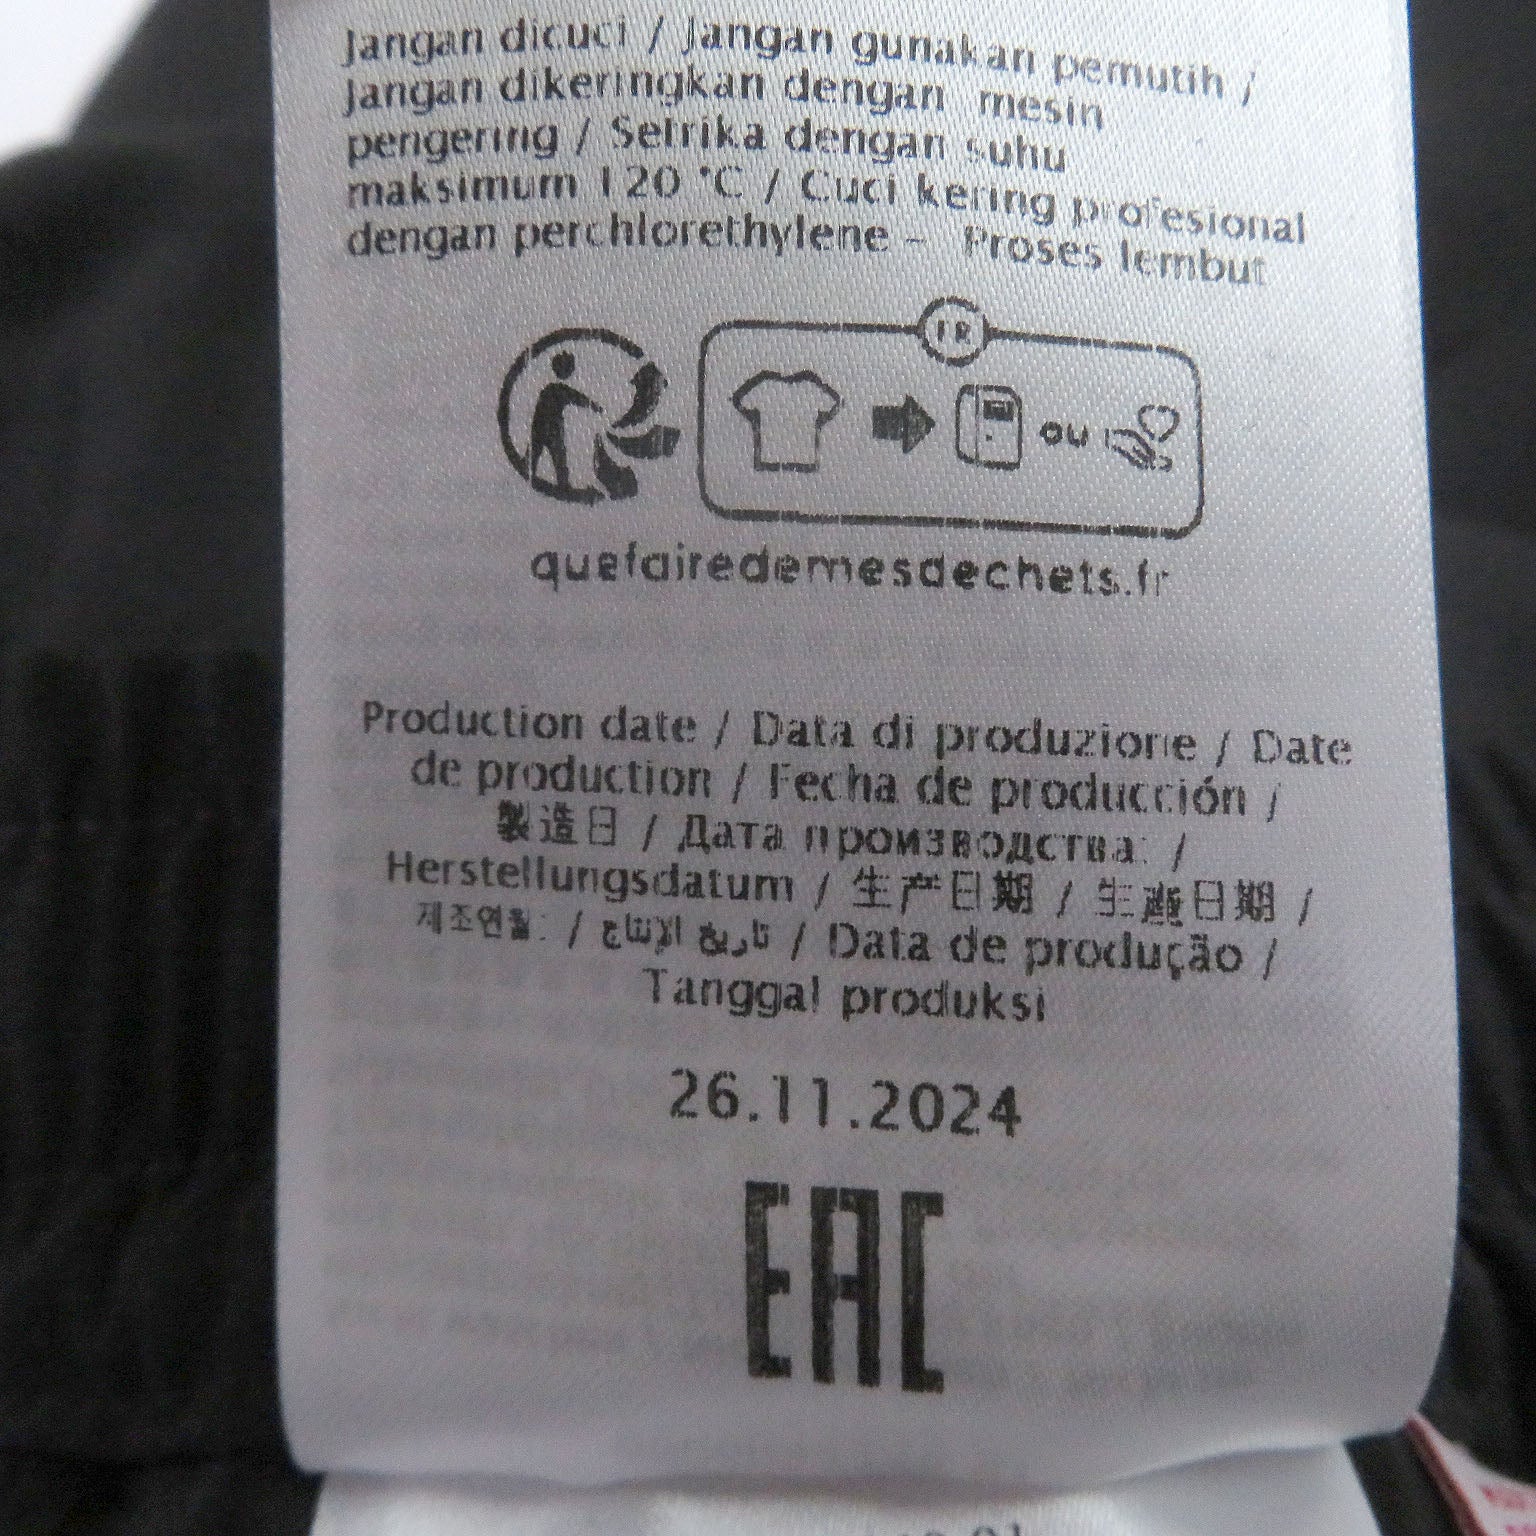 Jangan dicuci / Jangan gunakan pemutih /
Jangan dikeringkan dengan mesin
pengering / Setrika dengan suhu
maksimum 120 °C / Cuci kering profesional
dengan perchlorethylene - Proses lembut
FR
ou
quefairedemesdechets.fr
Production date / Data di produzione / Date
de production / Fecha de producción /
製造日 / Дата производства: /
Herstellungsdatum / 生产日期 / 生產日期 /
제조연월: / تاريخ الإنتاج / Data de produção /
Tanggal produksi
26.11.2024
EAC